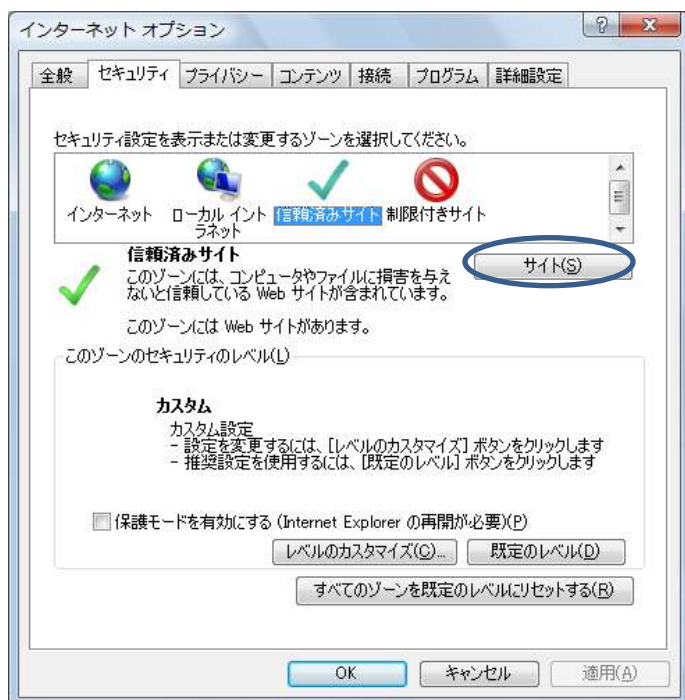 インターネット オプション
全般 セキュリティ プライバシー コンテンツ 接続 プログラム 詳細設定
セキュリティ設定を表示または変更するゾーンを選択してください。
インターネット ローカル イント 信頼済みサイト 制限付きサイト
ラネット
信頼済みサイト
サイト(S)
このゾーンには、コンピュータやファイルに損害を与え
ないと信頼している Web サイトが含まれています。
このゾーンには Web サイトがあります。
このゾーンのセキュリティのレベル(L)
カスタム
カスタム設定
- 設定を変更するには、[レベルのカスタマイズ] ボタンをクリックします
- 推奨設定を使用するには、[既定のレベル] ボタンをクリックします
保護モードを有効にする (Internet Explorer の再開が必要)(P)
レベルのカスタマイズ(C)... 既定のレベル(D)
すべてのゾーンを既定のレベルにリセットする(R)
OK キャンセル 適用(A)